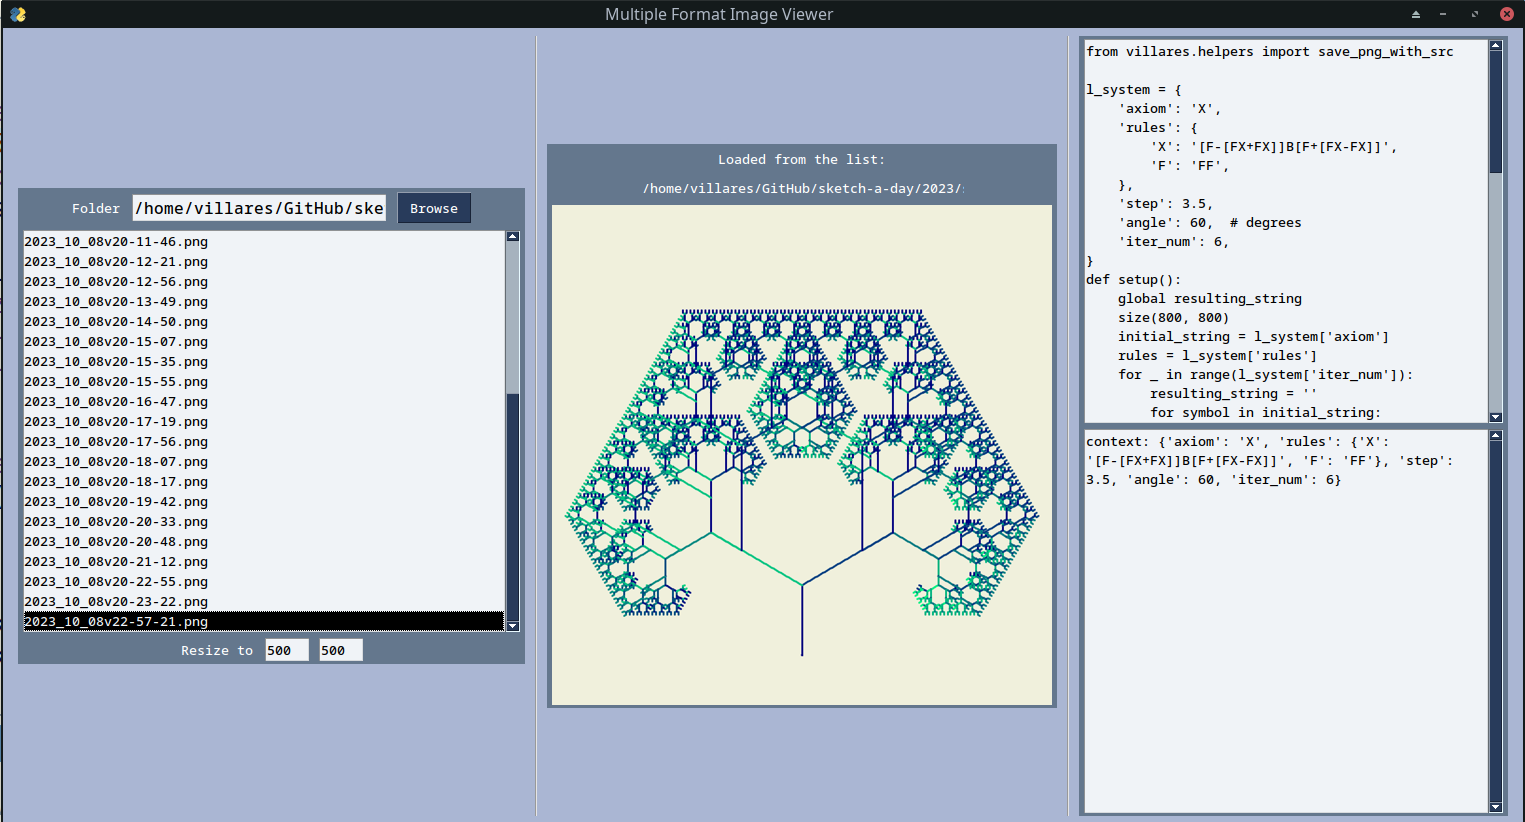 Multiple Format Image Viewer
Folder /home/villares/GitHub/ske Browse
2023_10_08v20-11-46.png
2023_10_08v20-12-21.png
2023_10_08v20-12-56.png
2023_10_08v20-13-49.png
2023_10_08v20-14-50.png
2023_10_08v20-15-07.png
2023_10_08v20-15-35.png
2023_10_08v20-15-55.png
2023_10_08v20-16-47.png
2023_10_08v20-17-19.png
2023_10_08v20-17-56.png
2023_10_08v20-18-07.png
2023_10_08v20-18-17.png
2023_10_08v20-19-42.png
2023_10_08v20-20-33.png
2023_10_08v20-20-48.png
2023_10_08v20-21-12.png
2023_10_08v20-22-55.png
2023_10_08v20-23-22.png
2023_10_08v22-57-21.png
Resize to 500 500
Loaded from the list:
/home/villares/GitHub/sketch-a-day/2023/
from villares.helpers import save_png_with_src
l_system = {
    'axiom': 'X',
    'rules': {
        'X': '[F-[FX+FX]]B[F+[FX-FX]]',
        'F': 'FF',
    },
    'step': 3.5,
    'angle': 60,  # degrees
    'iter_num': 6,
}
def setup():
    global resulting_string
    size(800, 800)
    initial_string = l_system['axiom']
    rules = l_system['rules']
    for _ in range(l_system['iter_num']):
        resulting_string = ''
        for symbol in initial_string:
context: {'axiom': 'X', 'rules': {'X':
'[F-[FX+FX]]B[F+[FX-FX]]', 'F': 'FF'}, 'step':
3.5, 'angle': 60, 'iter_num': 6}